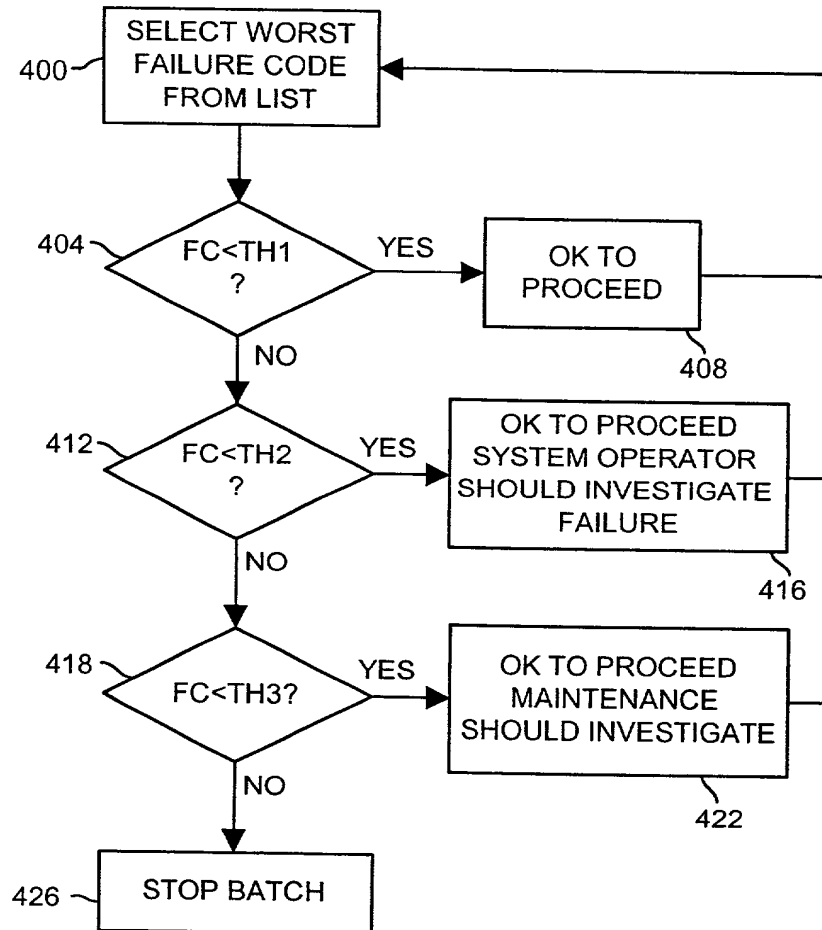 400
SELECT WORST
FAILURE CODE
FROM LIST
404
FC<TH1
?
YES
OK TO
PROCEED
408
NO
412
FC<TH2
?
YES
OK TO PROCEED
SYSTEM OPERATOR
SHOULD INVESTIGATE
FAILURE
416
NO
418
FC<TH3?
YES
OK TO PROCEED
MAINTENANCE
SHOULD INVESTIGATE
422
NO
426
STOP BATCH